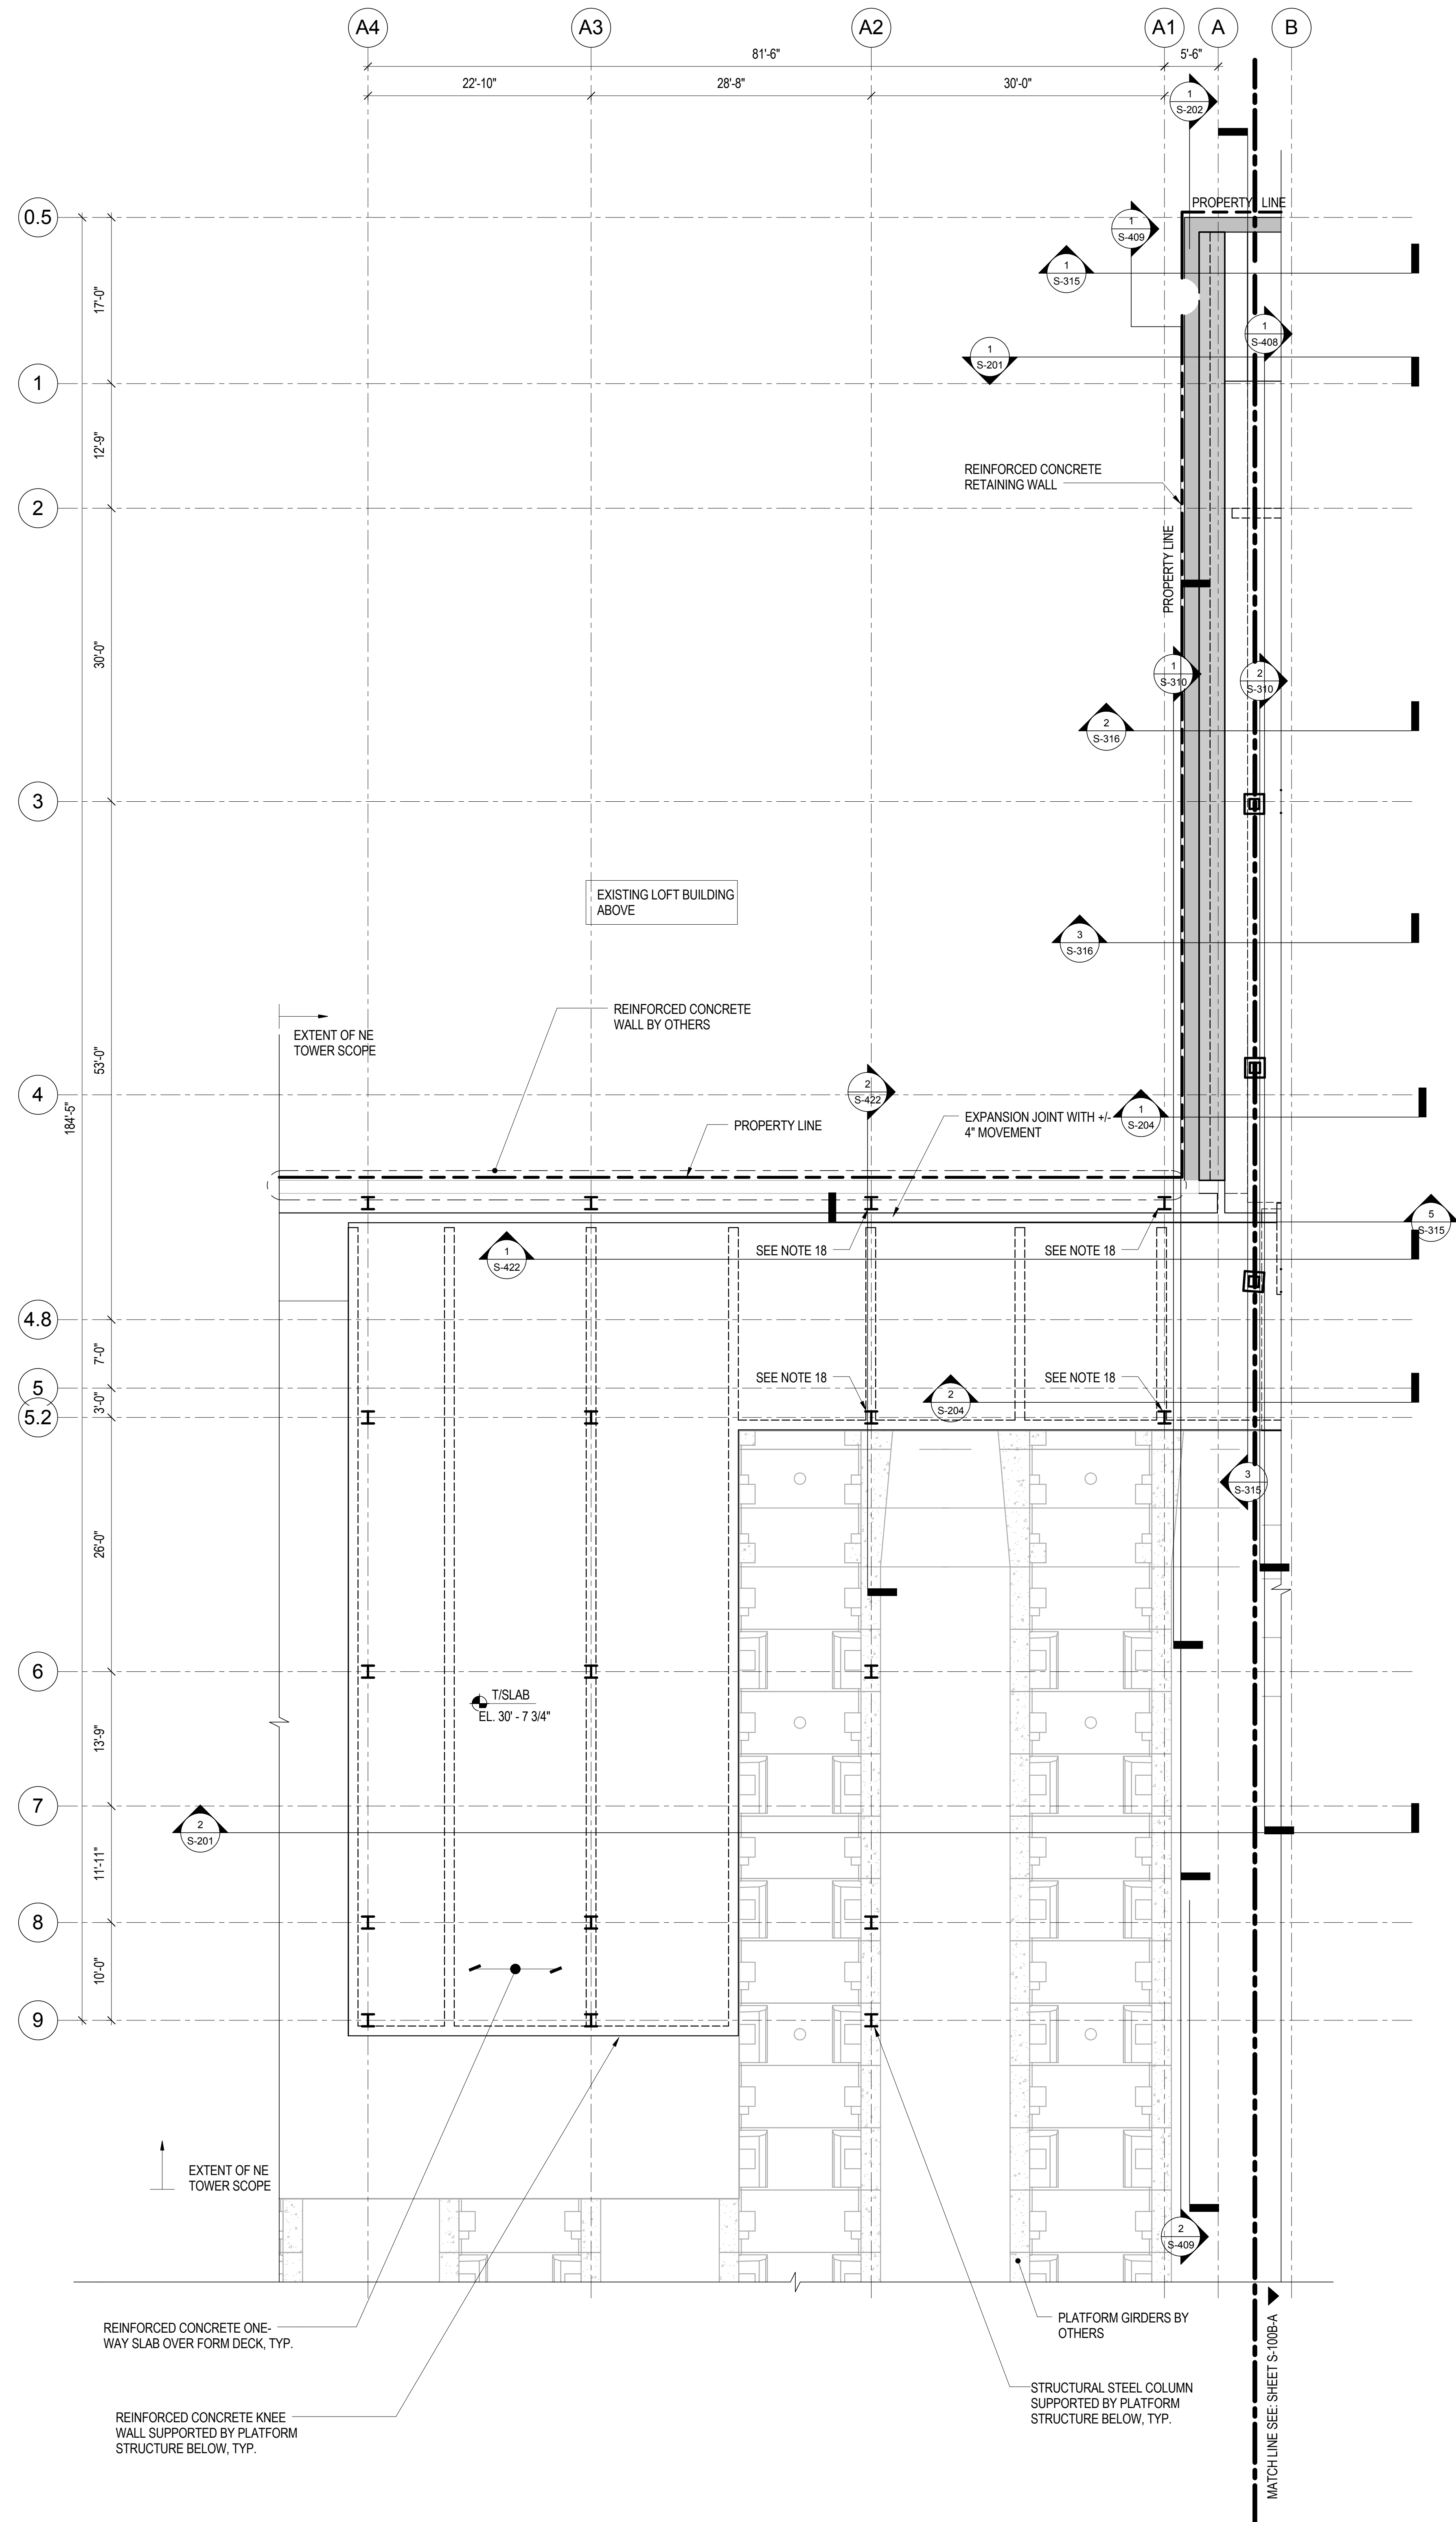 A4
A3
A2
A1
A
B
81'-6"
5'-6"
22'-10"
28'-8"
30'-0"
1
S-202
0.5
PROPERTY LINE
1
S-409
1
S-315
17'-0"
1
S-408
1
S-201
1
12'-9"
REINFORCED CONCRETE
RETAINING WALL
2
PROPERTY LINE
30'-0"
1
S-310
2
S-310
2
S-316
3
EXISTING LOFT BUILDING
ABOVE
3
S-316
REINFORCED CONCRETE
WALL BY OTHERS
EXTENT OF NE
TOWER SCOPE
53'-0"
184'-5"
4
2
S-422
EXPANSION JOINT WITH +/-
4" MOVEMENT
1
S-204
PROPERTY LINE
5
S-315
1
S-422
SEE NOTE 18
SEE NOTE 18
4.8
7'-0"
5
3'-0"
5.2
SEE NOTE 18
SEE NOTE 18
2
S-204
3
S-315
26'-0"
6
T/SLAB
EL. 30' - 7 3/4"
13'-9"
7
2
S-201
11'-11"
8
10'-0"
9
EXTENT OF NE
TOWER SCOPE
2
S-409
REINFORCED CONCRETE ONE-
WAY SLAB OVER FORM DECK, TYP.
PLATFORM GIRDERS BY
OTHERS
MATCH LINE SEE: SHEET S-100B-A
STRUCTURAL STEEL COLUMN
SUPPORTED BY PLATFORM
STRUCTURE BELOW, TYP.
REINFORCED CONCRETE KNEE
WALL SUPPORTED BY PLATFORM
STRUCTURE BELOW, TYP.